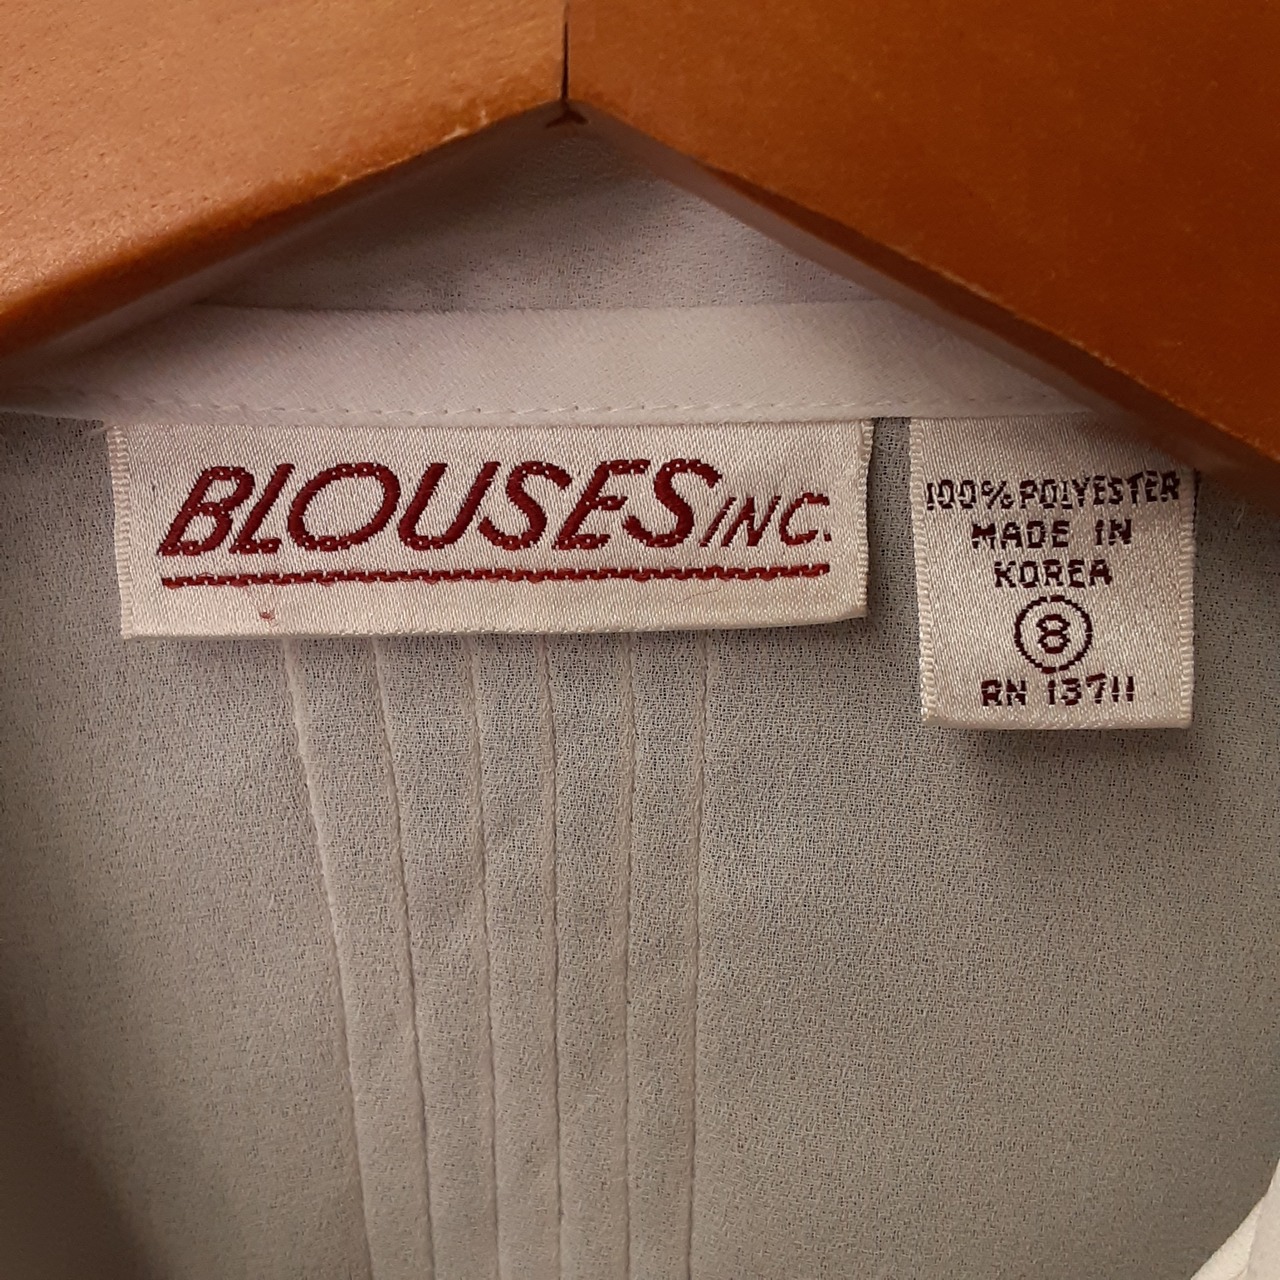 BLOUSES INC.
100% POLYESTER
MADE IN
KOREA
8
RN 13711